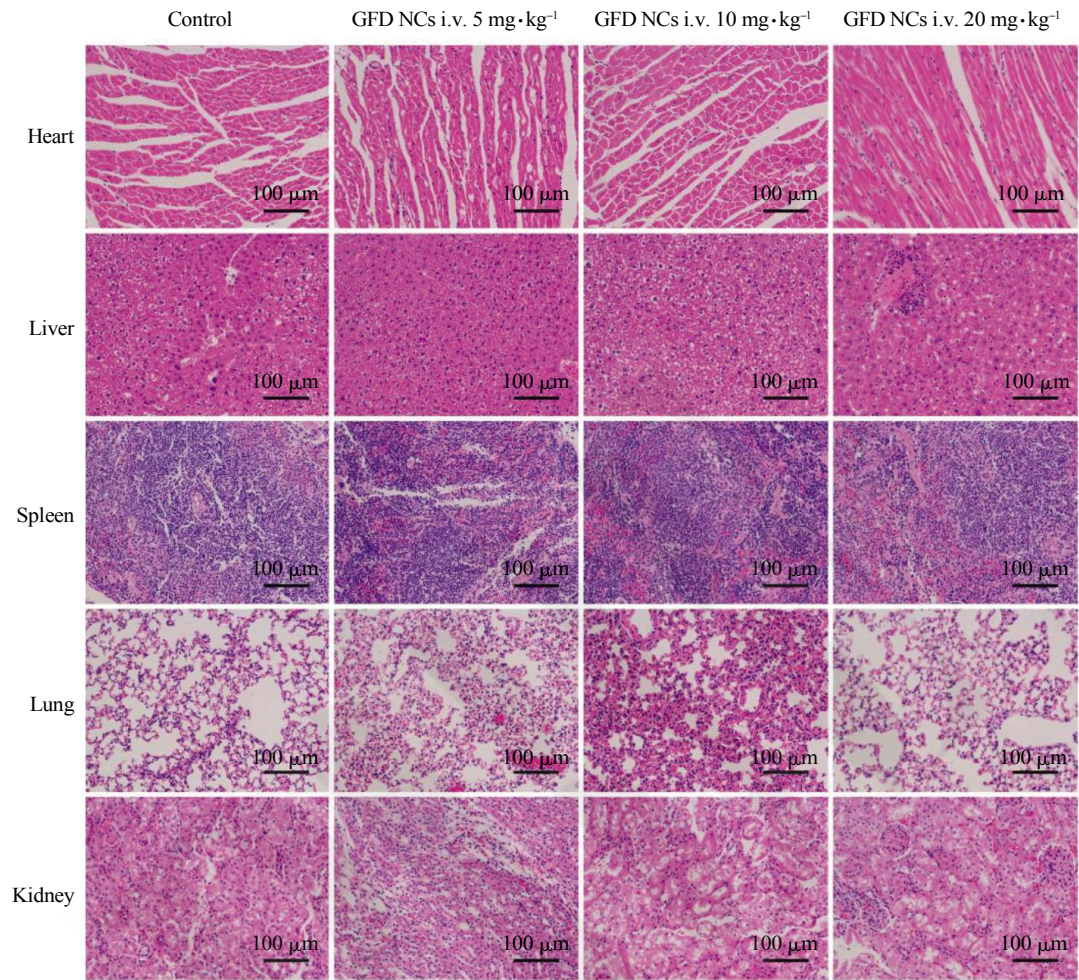 Control GFD NCs i.v. 5 mg·kg⁻¹ GFD NCs i.v. 10 mg·kg⁻¹ GFD NCs i.v. 20 mg·kg⁻¹
Heart
100 μm 100 μm 100 μm 100 μm
Liver
100 μm 100 μm 100 μm 100 μm
Spleen
100 μm 100 μm 100 μm 100 μm
Lung
100 μm 100 μm 100 μm 100 μm
Kidney
100 μm 100 μm 100 μm 100 μm